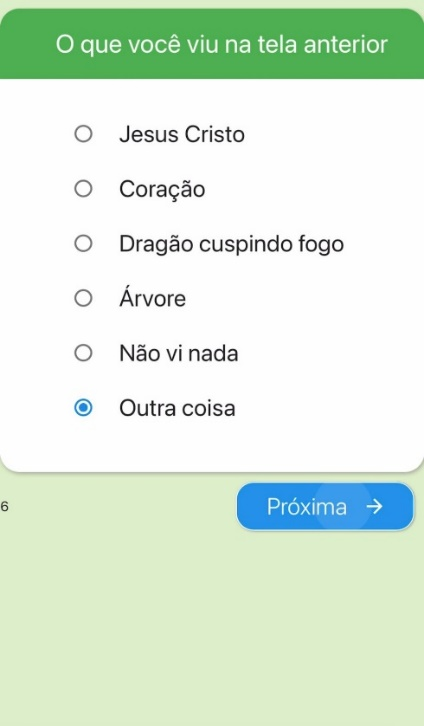 O que você viu na tela anterior
Jesus Cristo
Coração
Dragão cuspindo fogo
Árvore
Não vi nada
Outra coisa
6
Próxima →